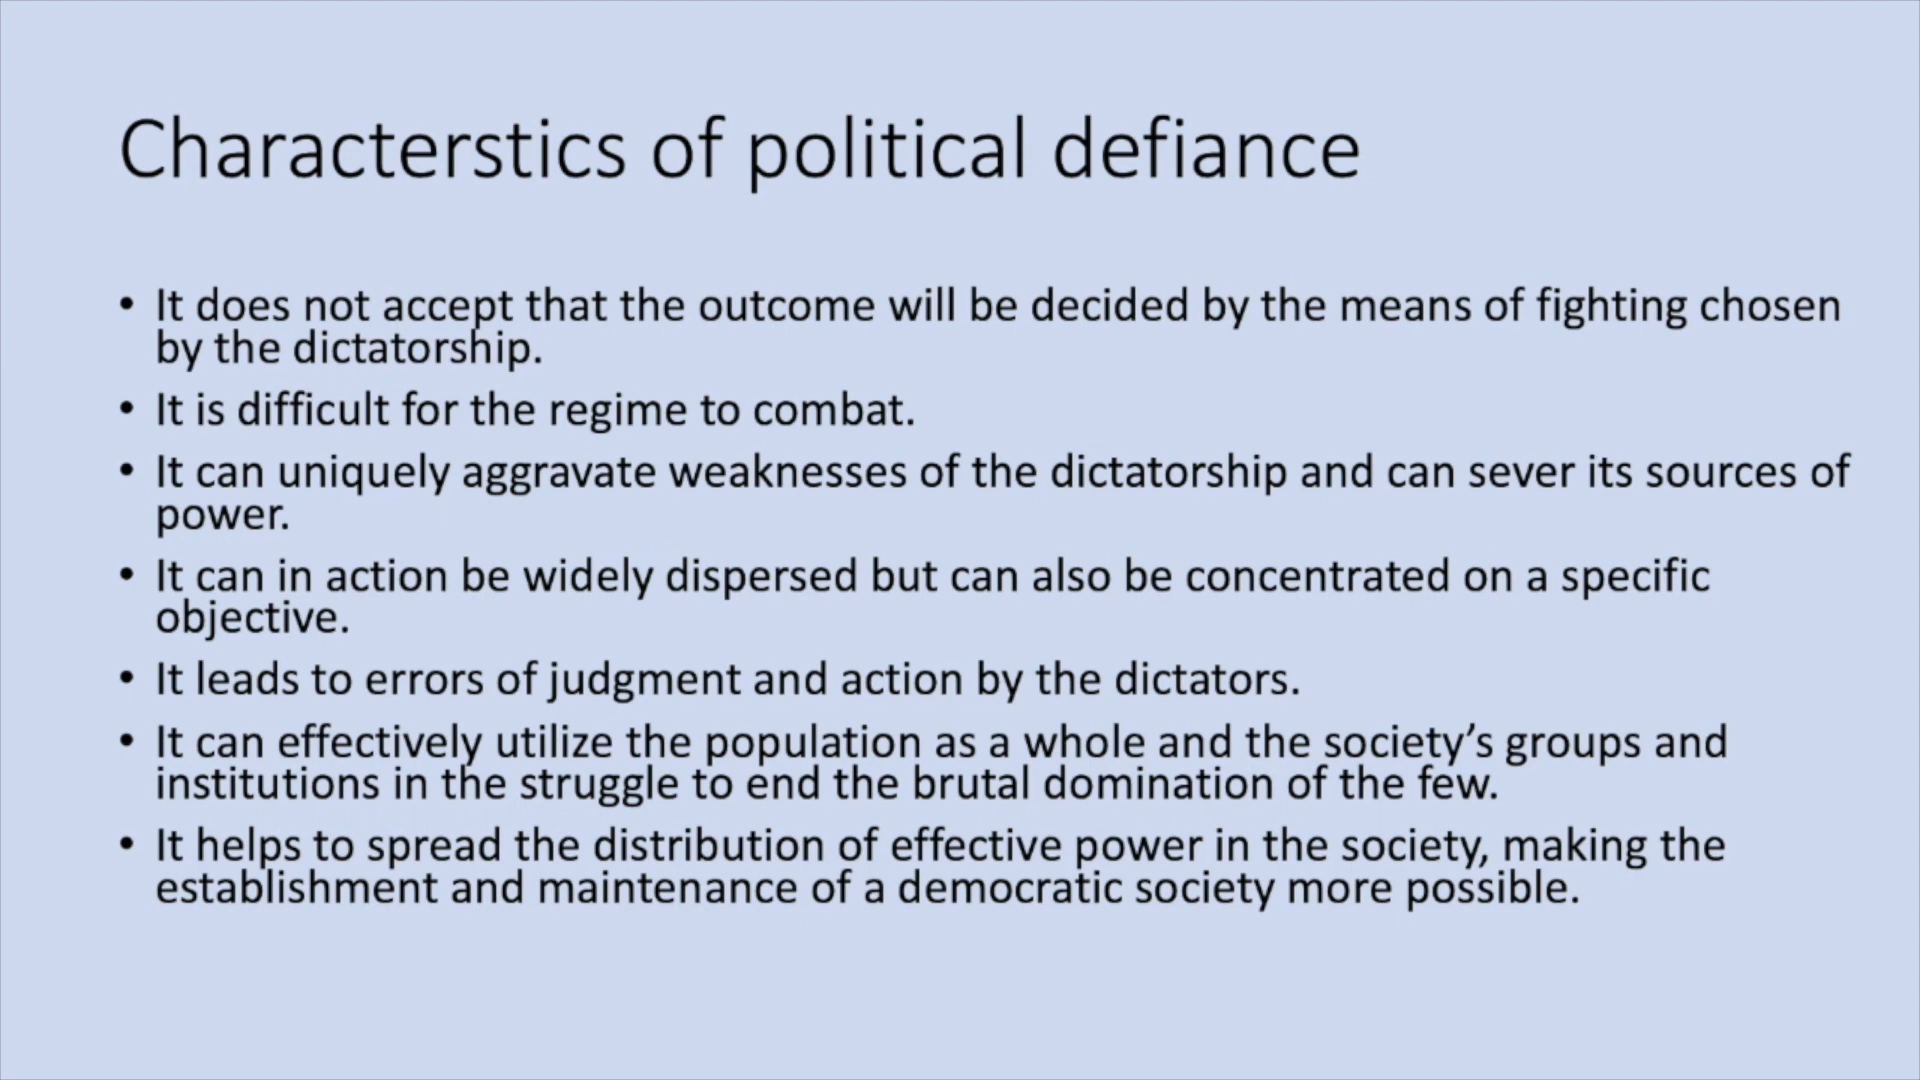 Characterstics of political defiance
• It does not accept that the outcome will be decided by the means of fighting chosen
by the dictatorship.
• It is difficult for the regime to combat.
• It can uniquely aggravate weaknesses of the dictatorship and can sever its sources of
power.
• It can in action be widely dispersed but can also be concentrated on a specific
objective.
• It leads to errors of judgment and action by the dictators.
• It can effectively utilize the population as a whole and the society’s groups and
institutions in the struggle to end the brutal domination of the few.
• It helps to spread the distribution of effective power in the society, making the
establishment and maintenance of a democratic society more possible.